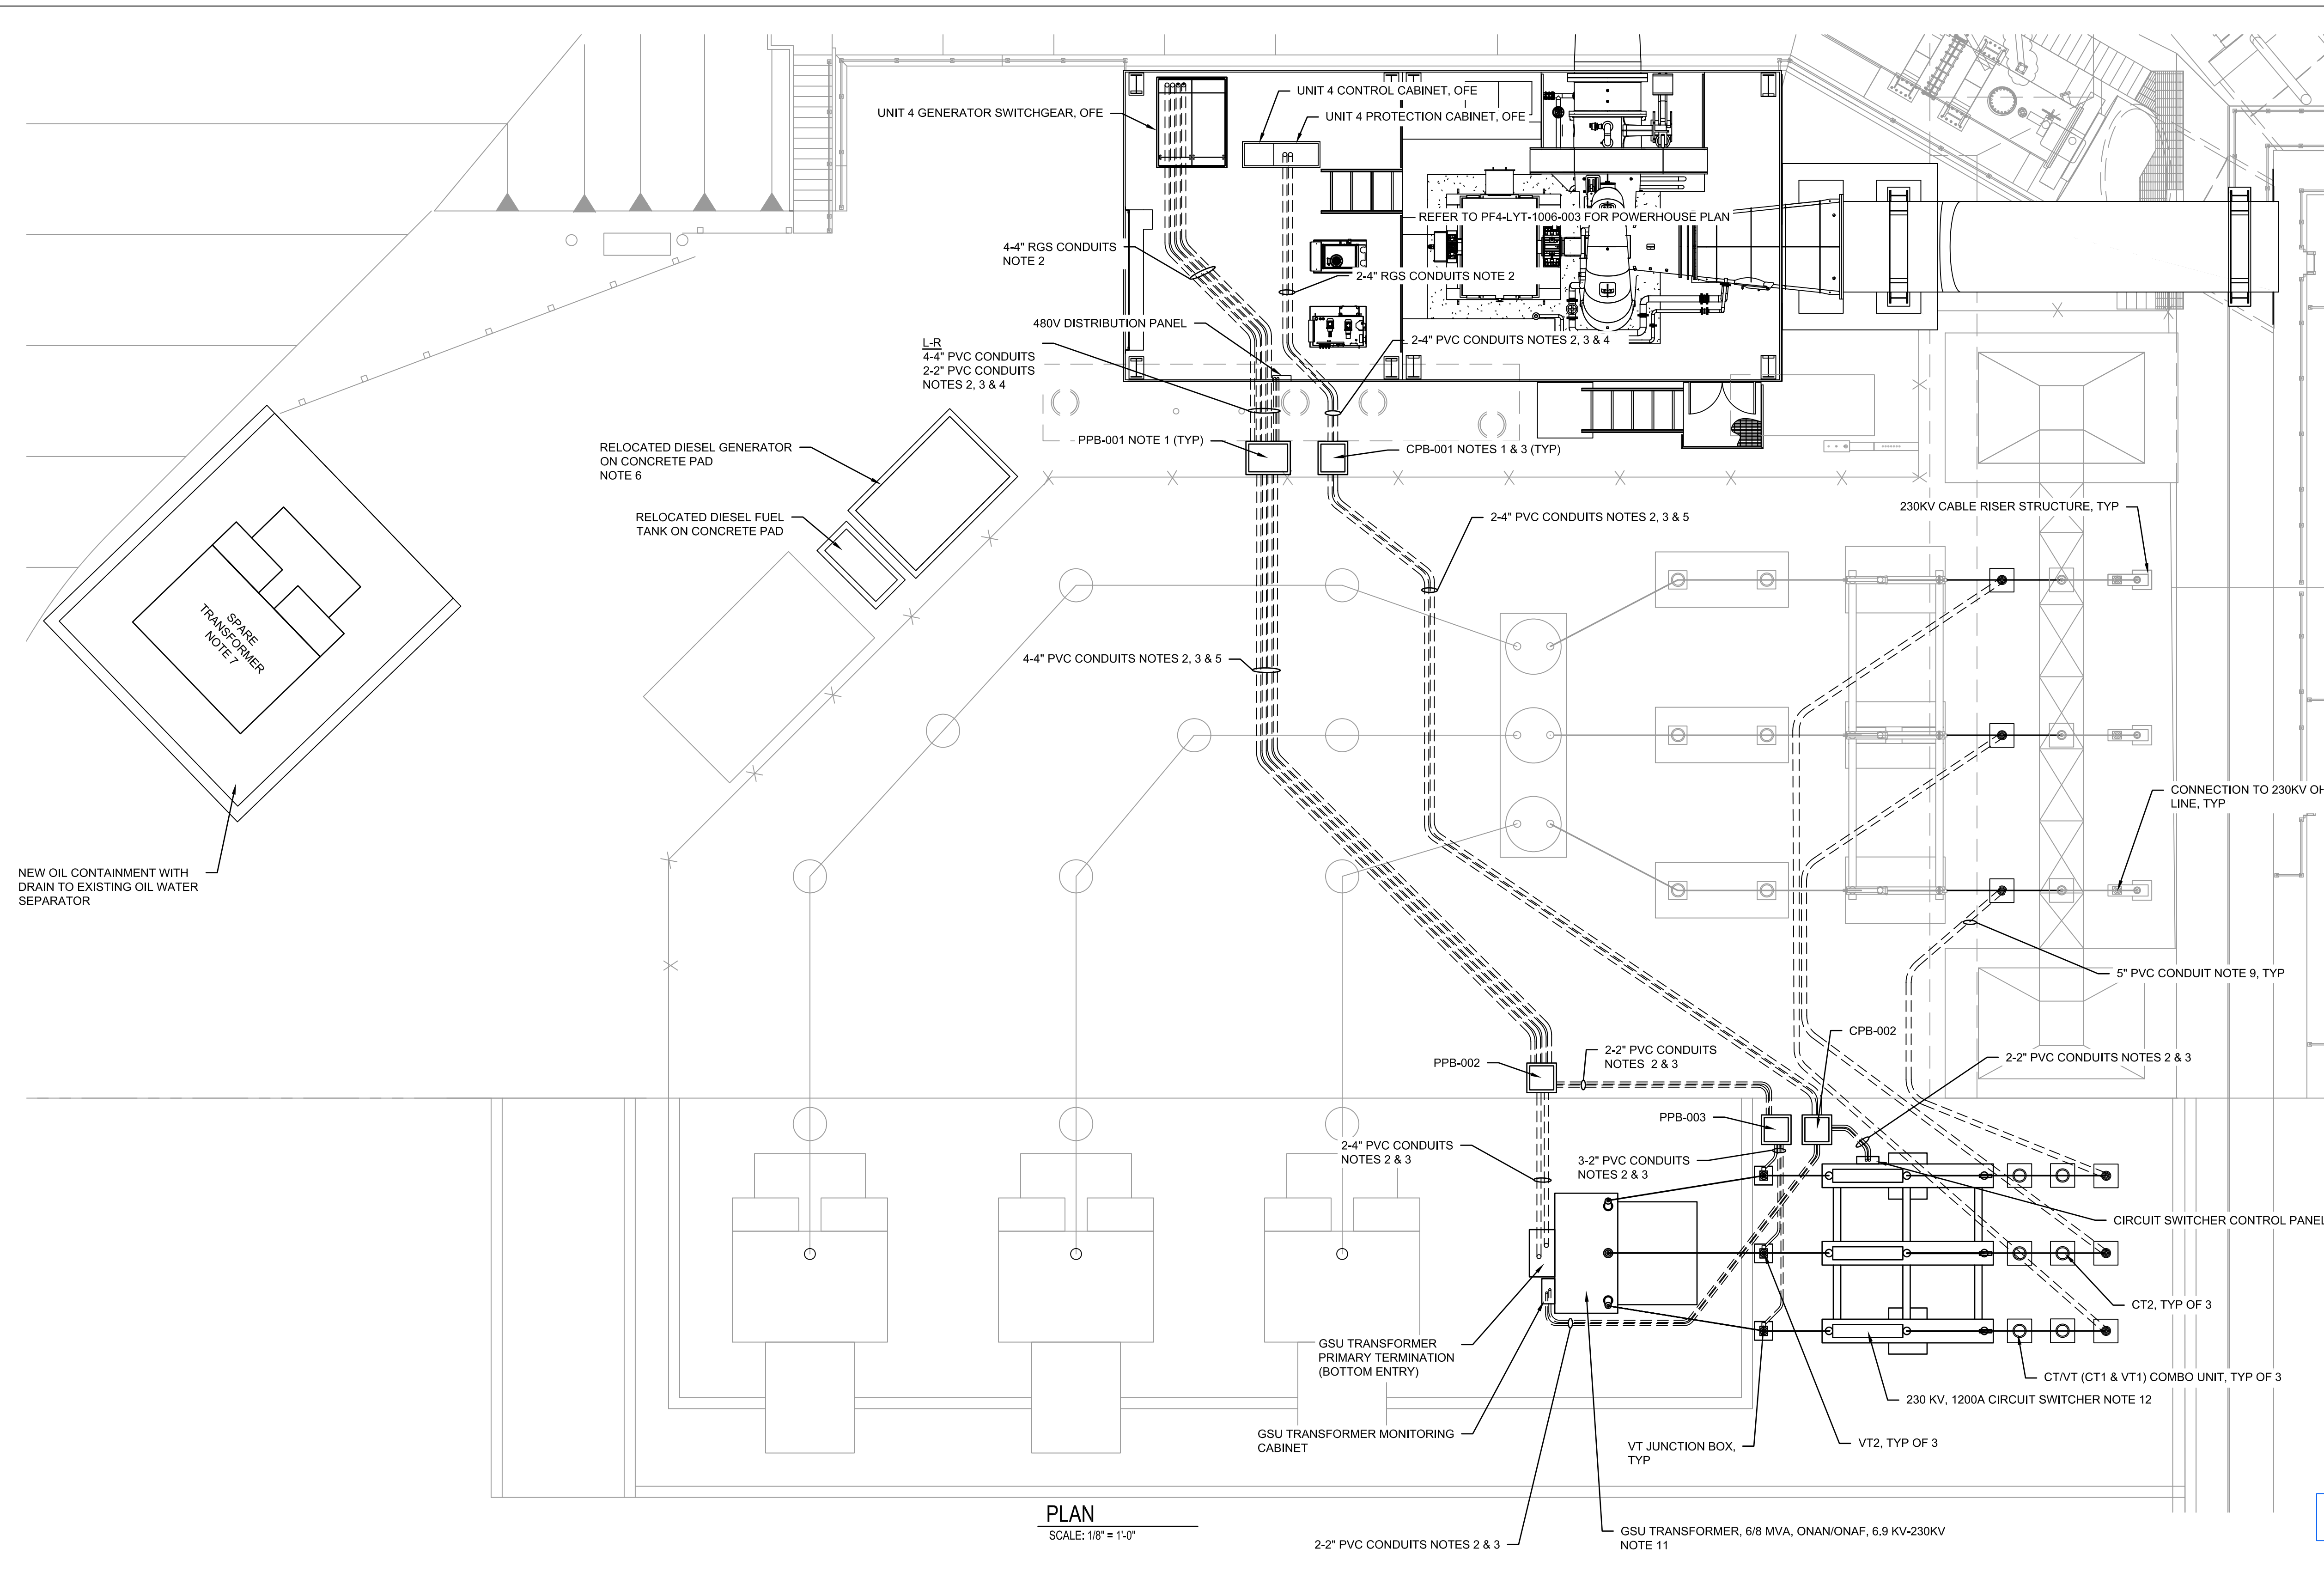 UNIT 4 GENERATOR SWITCHGEAR, OFE
UNIT 4 CONTROL CABINET, OFE
UNIT 4 PROTECTION CABINET, OFE
REFER TO PF4-LYT-1006-003 FOR POWERHOUSE PLAN
4-4" RGS CONDUITS
NOTE 2
2-4" RGS CONDUITS NOTE 2
480V DISTRIBUTION PANEL
L-R
4-4" PVC CONDUITS
2-2" PVC CONDUITS
NOTES 2, 3 & 4
2-4" PVC CONDUITS NOTES 2, 3 & 4
PPB-001 NOTE 1 (TYP)
CPB-001 NOTES 1 & 3 (TYP)
RELOCATED DIESEL GENERATOR
ON CONCRETE PAD
NOTE 6
RELOCATED DIESEL FUEL
TANK ON CONCRETE PAD
2-4" PVC CONDUITS NOTES 2, 3 & 5
230KV CABLE RISER STRUCTURE, TYP
SPARE
TRANSFORMER
NOTE 7
4-4" PVC CONDUITS NOTES 2, 3 & 5
CONNECTION TO 230KV OH
LINE, TYP
NEW OIL CONTAINMENT WITH
DRAIN TO EXISTING OIL WATER
SEPARATOR
5" PVC CONDUIT NOTE 9, TYP
CPB-002
PPB-002
2-2" PVC CONDUITS
NOTES 2 & 3
2-2" PVC CONDUITS NOTES 2 & 3
PPB-003
2-4" PVC CONDUITS
NOTES 2 & 3
3-2" PVC CONDUITS
NOTES 2 & 3
CIRCUIT SWITCHER CONTROL PANEL
CT2, TYP OF 3
GSU TRANSFORMER
PRIMARY TERMINATION
(BOTTOM ENTRY)
CT/VT (CT1 & VT1) COMBO UNIT, TYP OF 3
230 KV, 1200A CIRCUIT SWITCHER NOTE 12
GSU TRANSFORMER MONITORING
CABINET
VT JUNCTION BOX,
TYP
VT2, TYP OF 3
PLAN
SCALE: 1/8" = 1'-0"
2-2" PVC CONDUITS NOTES 2 & 3
GSU TRANSFORMER, 6/8 MVA, ONAN/ONAF, 6.9 KV-230KV
NOTE 11